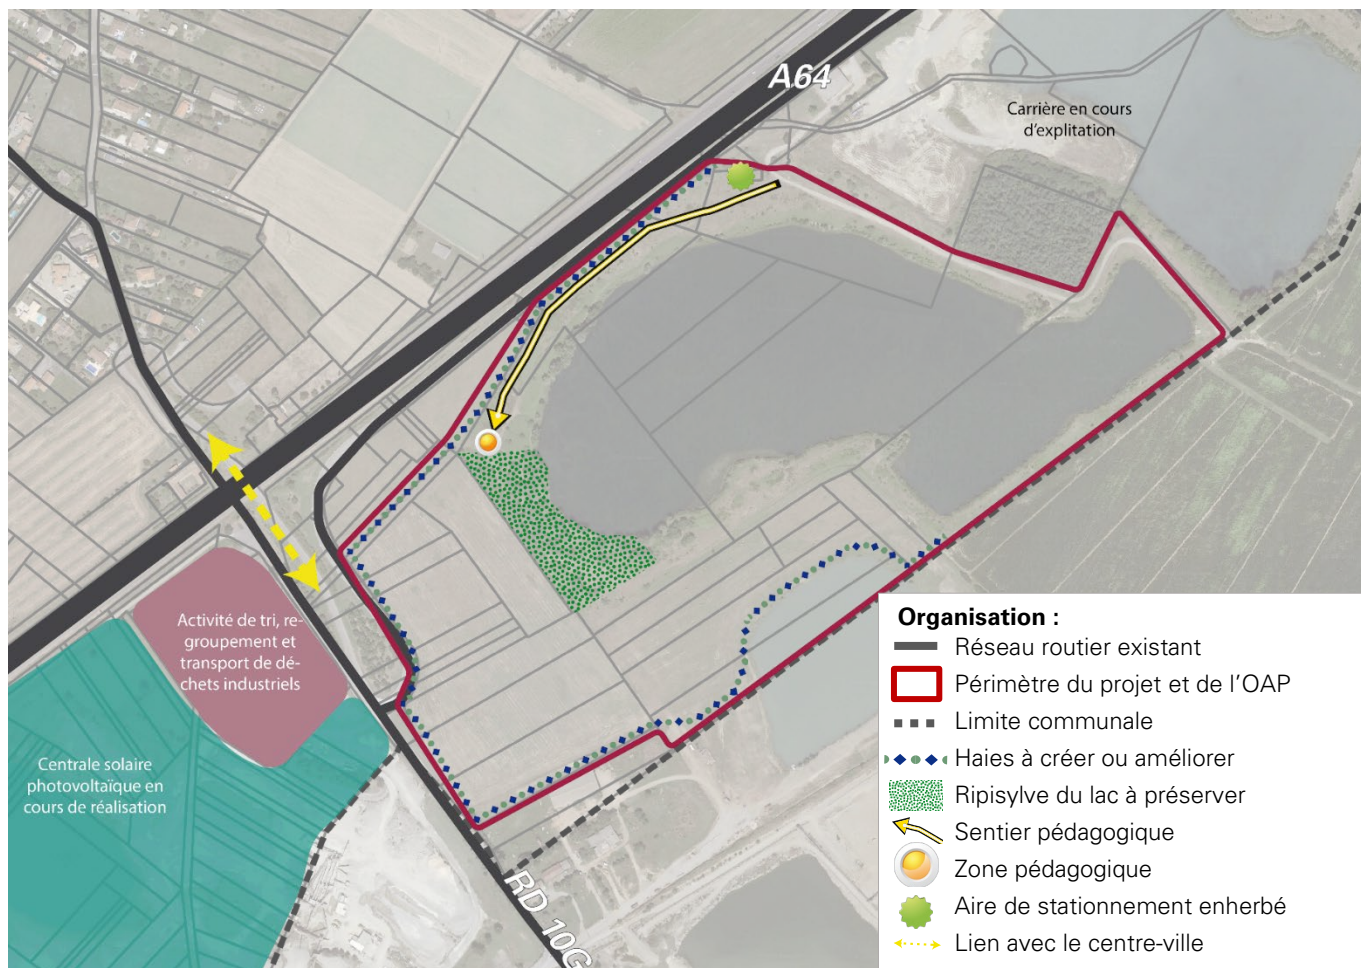 A64
Carrière en cours
d'explitation
Activité de tri, re-
groupement et
transport de dé-
chets industriels
Centrale solaire
photovoltaïque en
cours de réalisation
RD 10G
Organisation :
Réseau routier existant
Périmètre du projet et de l'OAP
Limite communale
Haies à créer ou améliorer
Ripisylve du lac à préserver
Sentier pédagogique
Zone pédagogique
Aire de stationnement enherbé
Lien avec le centre-ville